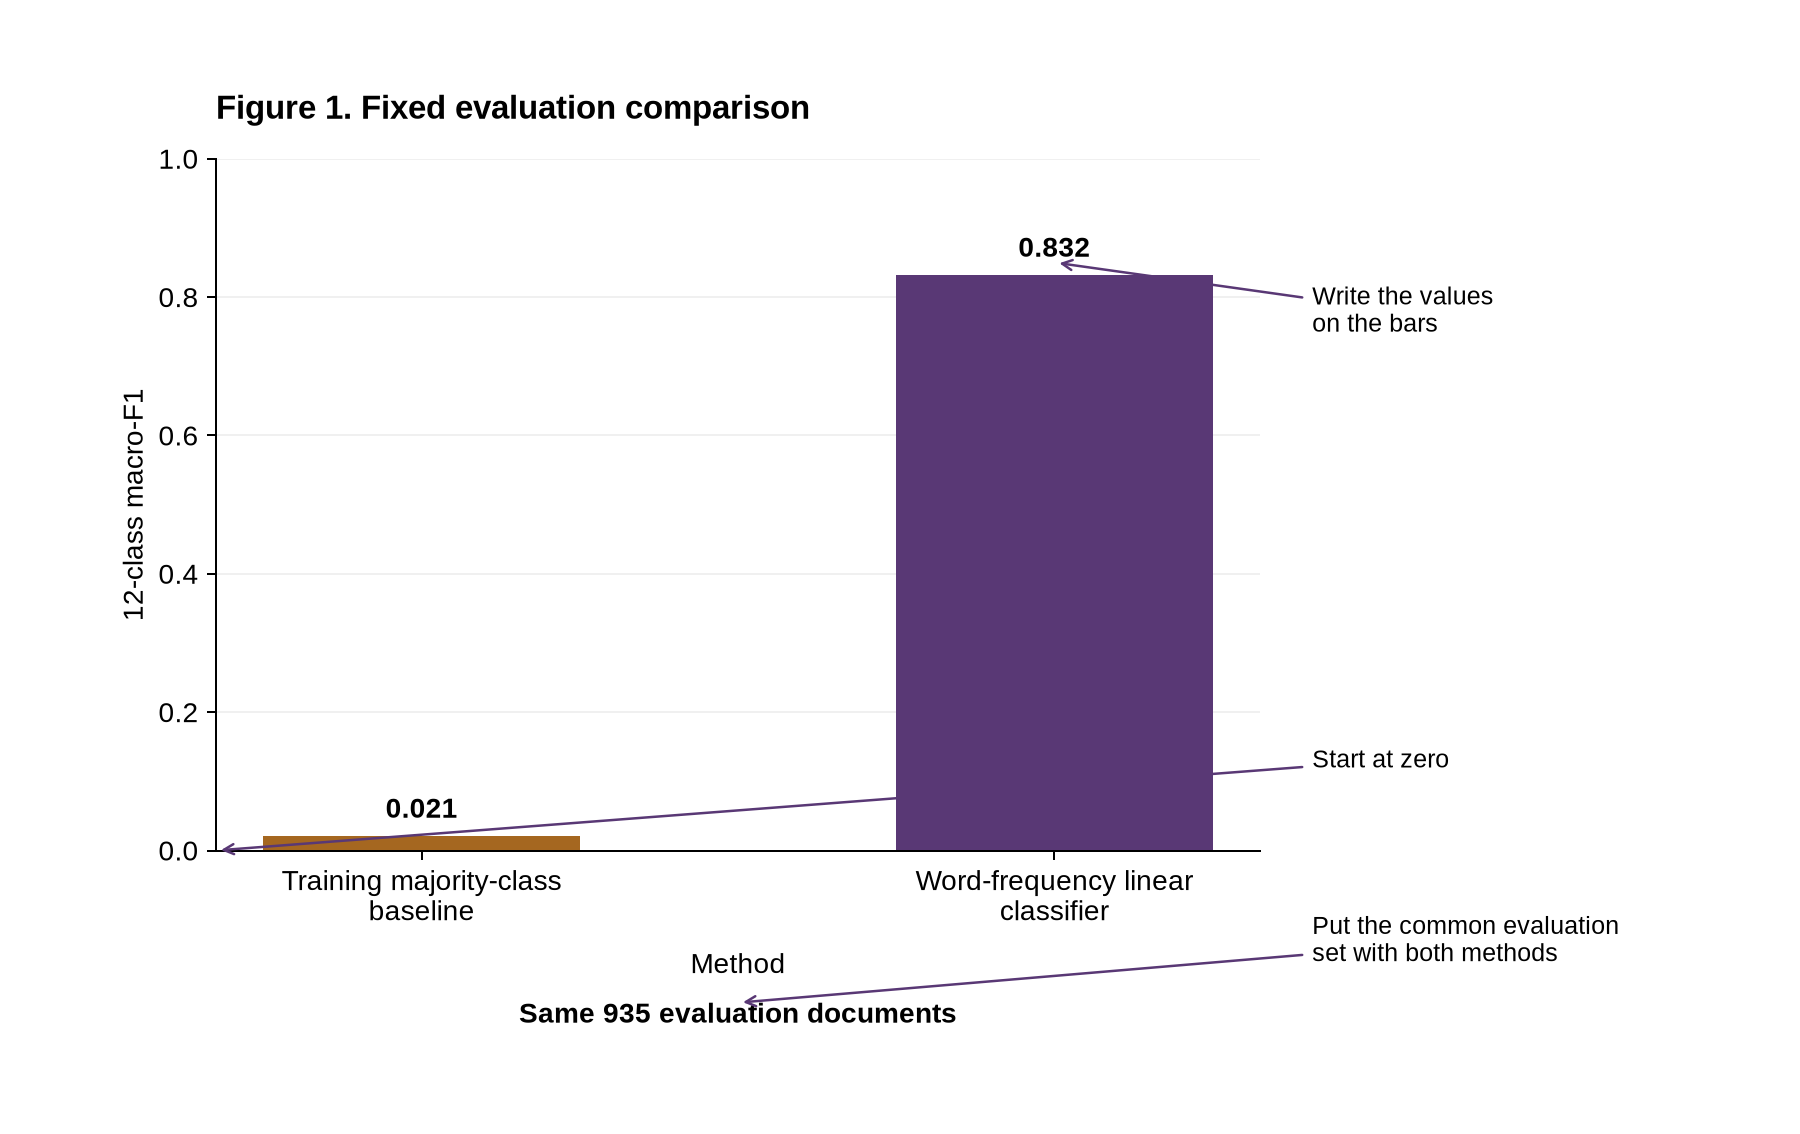 Figure 1. Fixed evaluation comparison
1.0
0.8
0.6
0.4
0.2
0.0
12-class macro-F1
0.832
0.021
Write the values
on the bars
Start at zero
Training majority-class
baseline
Word-frequency linear
classifier
Put the common evaluation
set with both methods
Method
Same 935 evaluation documents